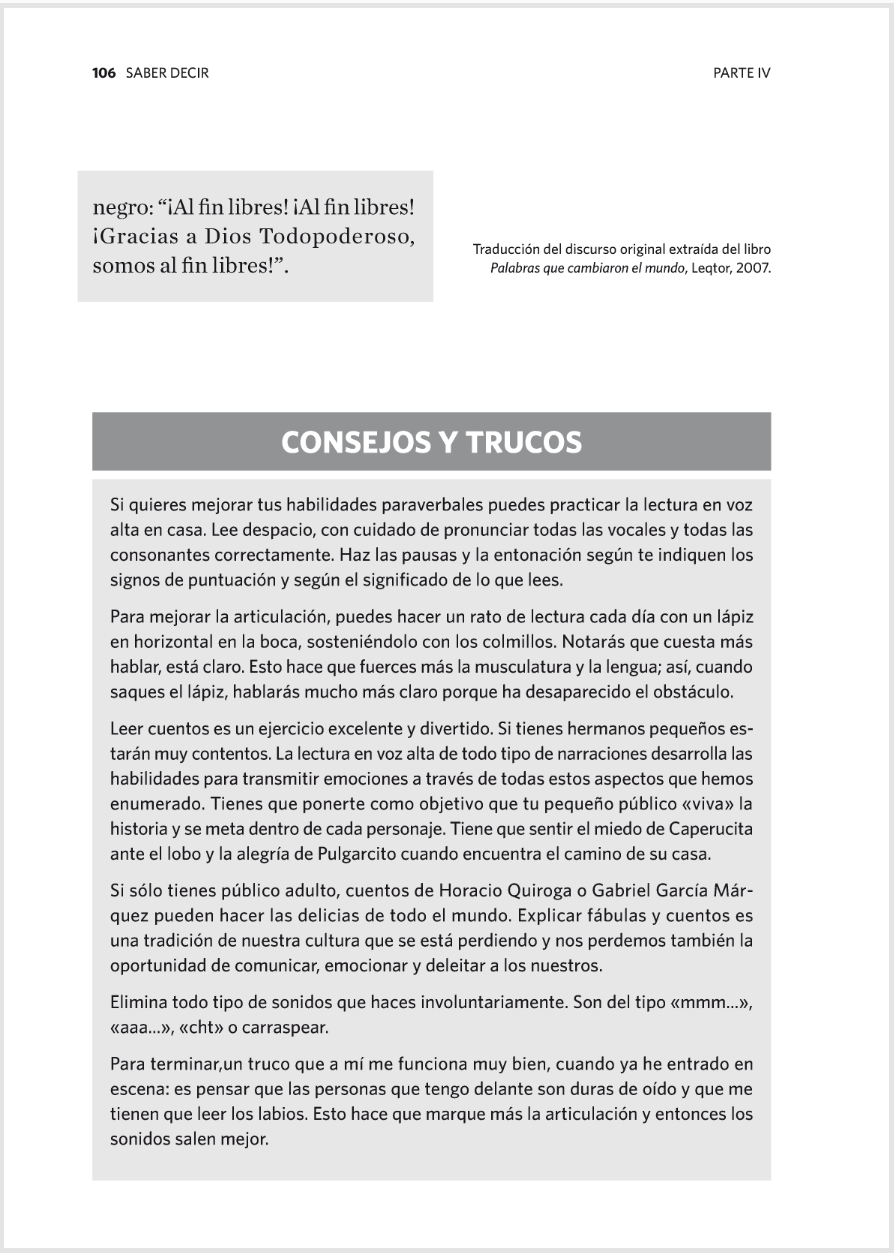 106 SABER DECIR
PARTE IV
negro: “¡Al fin libres! ¡Al fin libres!
¡Gracias a Dios Todopoderoso,
somos al fin libres!”.
Traducción del discurso original extraída del libro
Palabras que cambiaron el mundo, Leqtor, 2007.
CONSEJOS Y TRUCOS
Si quieres mejorar tus habilidades paraverbales puedes practicar la lectura en voz
alta en casa. Lee despacio, con cuidado de pronunciar todas las vocales y todas las
consonantes correctamente. Haz las pausas y la entonación según te indiquen los
signos de puntuación y según el significado de lo que lees.
Para mejorar la articulación, puedes hacer un rato de lectura cada día con un lápiz
en horizontal en la boca, sosteniéndolo con los colmillos. Notarás que cuesta más
hablar, está claro. Esto hace que fuerces más la musculatura y la lengua; así, cuando
saques el lápiz, hablarás mucho más claro porque ha desaparecido el obstáculo.
Leer cuentos es un ejercicio excelente y divertido. Si tienes hermanos pequeños es-
tarán muy contentos. La lectura en voz alta de todo tipo de narraciones desarrolla las
habilidades para transmitir emociones a través de todas estos aspectos que hemos
enumerado. Tienes que ponerte como objetivo que tu pequeño público «viva» la
historia y se meta dentro de cada personaje. Tiene que sentir el miedo de Caperucita
ante el lobo y la alegría de Pulgarcito cuando encuentra el camino de su casa.
Si sólo tienes público adulto, cuentos de Horacio Quiroga o Gabriel García Már-
quez pueden hacer las delicias de todo el mundo. Explicar fábulas y cuentos es
una tradición de nuestra cultura que se está perdiendo y nos perdemos también la
oportunidad de comunicar, emocionar y deleitar a los nuestros.
Elimina todo tipo de sonidos que haces involuntariamente. Son del tipo «mmm...»,
«aaa...», «cht» o carraspear.
Para terminar,un truco que a mí me funciona muy bien, cuando ya he entrado en
escena: es pensar que las personas que tengo delante son duras de oído y que me
tienen que leer los labios. Esto hace que marque más la articulación y entonces los
sonidos salen mejor.